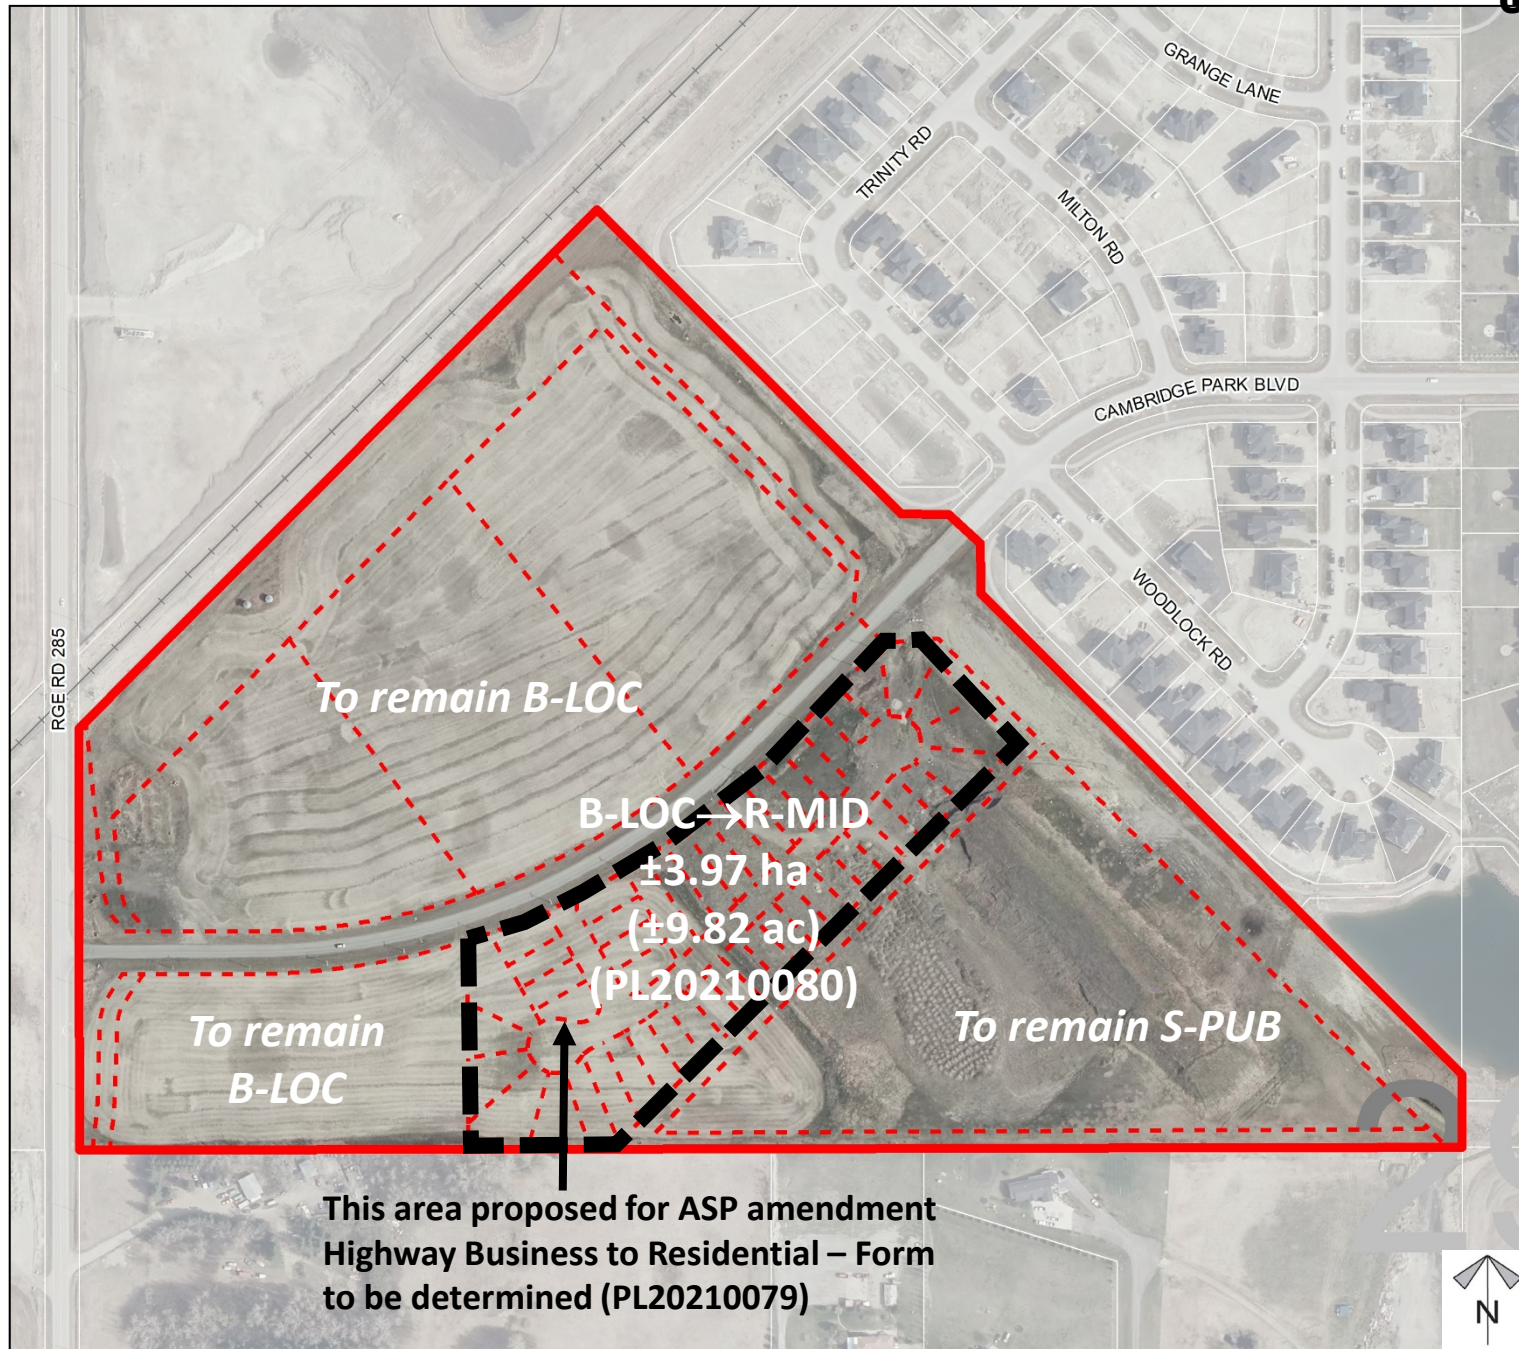 GRANGE LANE
TRINITY RD
MILTON RD
CAMBRIDGE PARK BLVD
WOODLOCK RD
RGE RD 285
To remain B-LOC
B-LOC→R-MID
±3.97 ha
(±9.82 ac)
(PL20210080)
To remain
B-LOC
To remain S-PUB
This area proposed for ASP amendment
Highway Business to Residential – Form
to be determined (PL20210079)
N